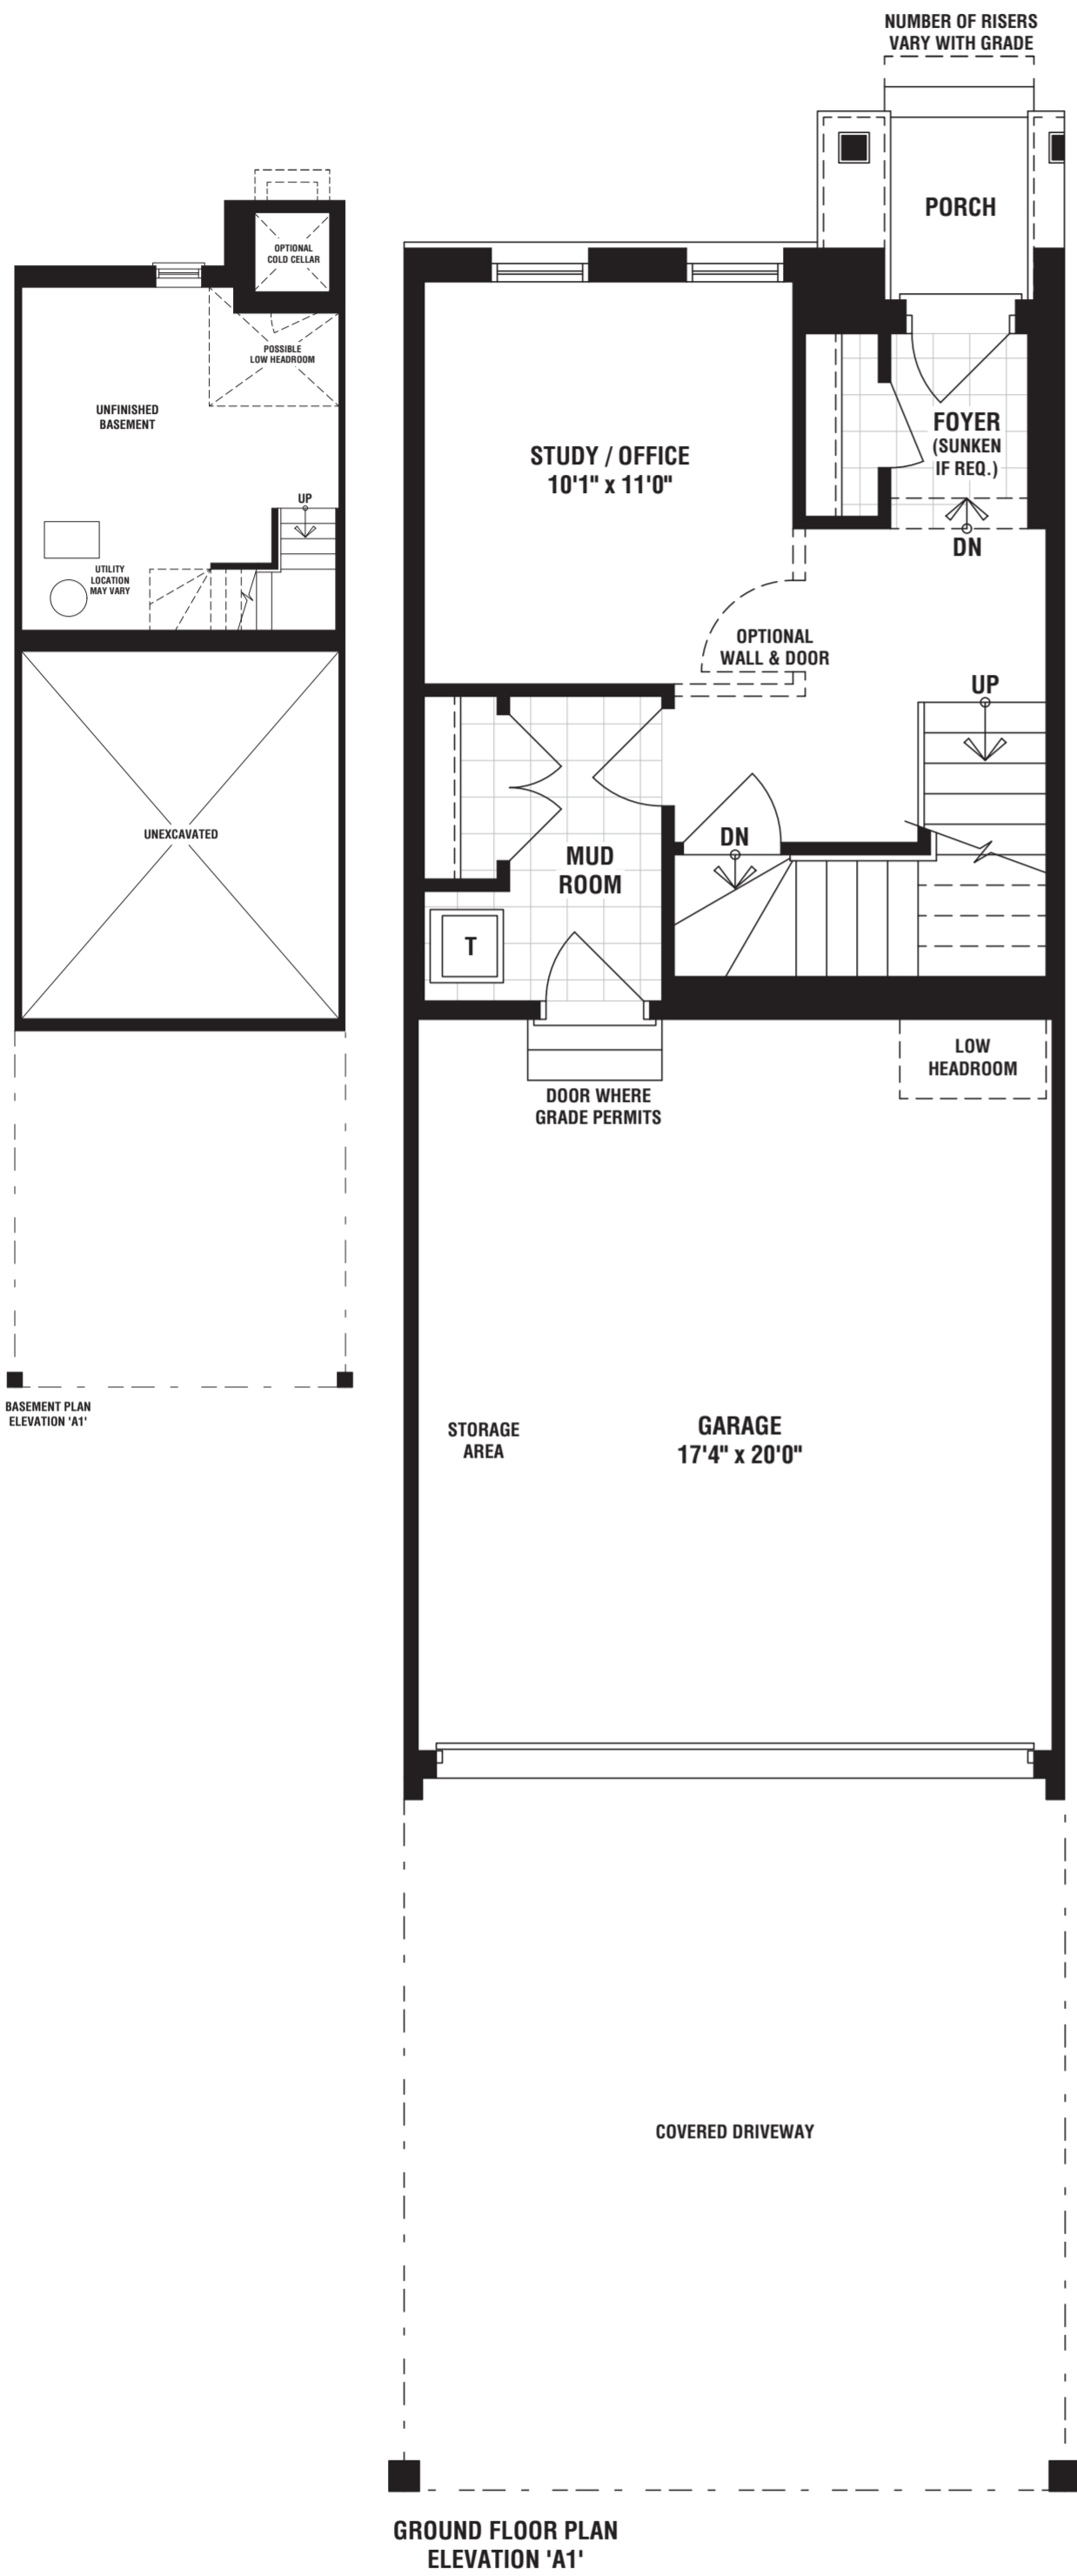 NUMBER OF RISERS
VARY WITH GRADE
PORCH
OPTIONAL
COLD CELLAR
POSSIBLE
LOW HEADROOM
UNFINISHED
BASEMENT
UP
UTILITY
LOCATION
MAY VARY
UNEXCAVATED
BASEMENT PLAN
ELEVATION 'A1'
STUDY / OFFICE
10'1" x 11'0"
FOYER
(SUNKEN
IF REQ.)
DN
OPTIONAL
WALL & DOOR
UP
DN
MUD
ROOM
T
LOW
HEADROOM
DOOR WHERE
GRADE PERMITS
STORAGE
AREA
GARAGE
17'4" x 20'0"
COVERED DRIVEWAY
GROUND FLOOR PLAN
ELEVATION 'A1'